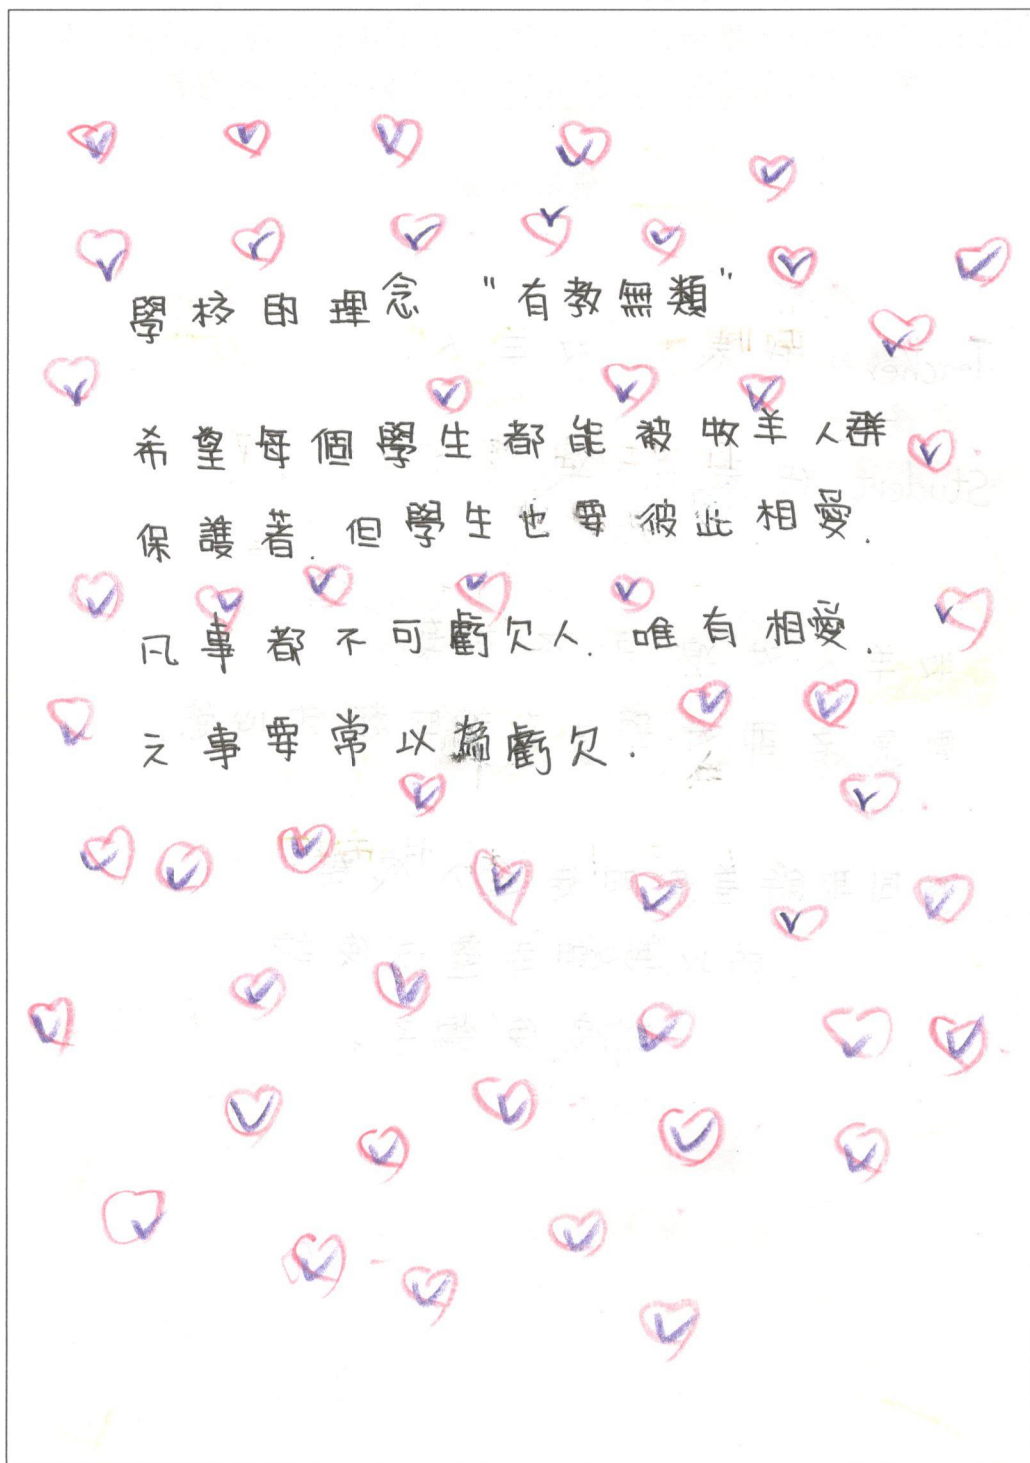 學校的理念 "有教無類"
希望每個學生都能被牧羊人群
保護著.但學生也要彼此相愛.
凡事都不可虧欠人.唯有相愛.
之事要常以為虧欠.